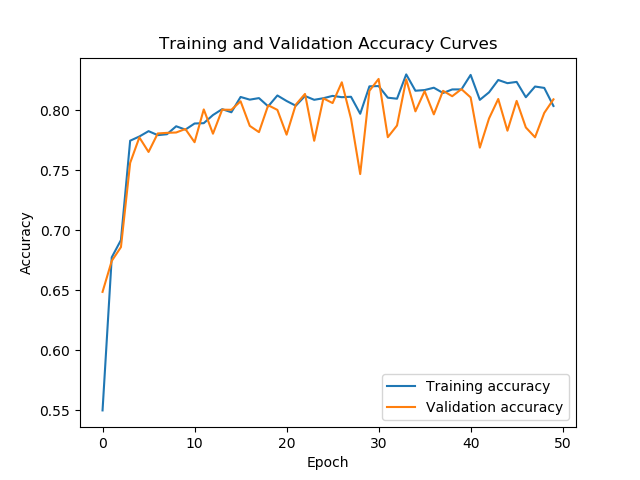 Training and Validation Accuracy Curves
Accuracy
0.80
0.75
0.70
0.65
0.60
0.55
Training accuracy
Validation accuracy
0 10 20 30 40 50
Epoch